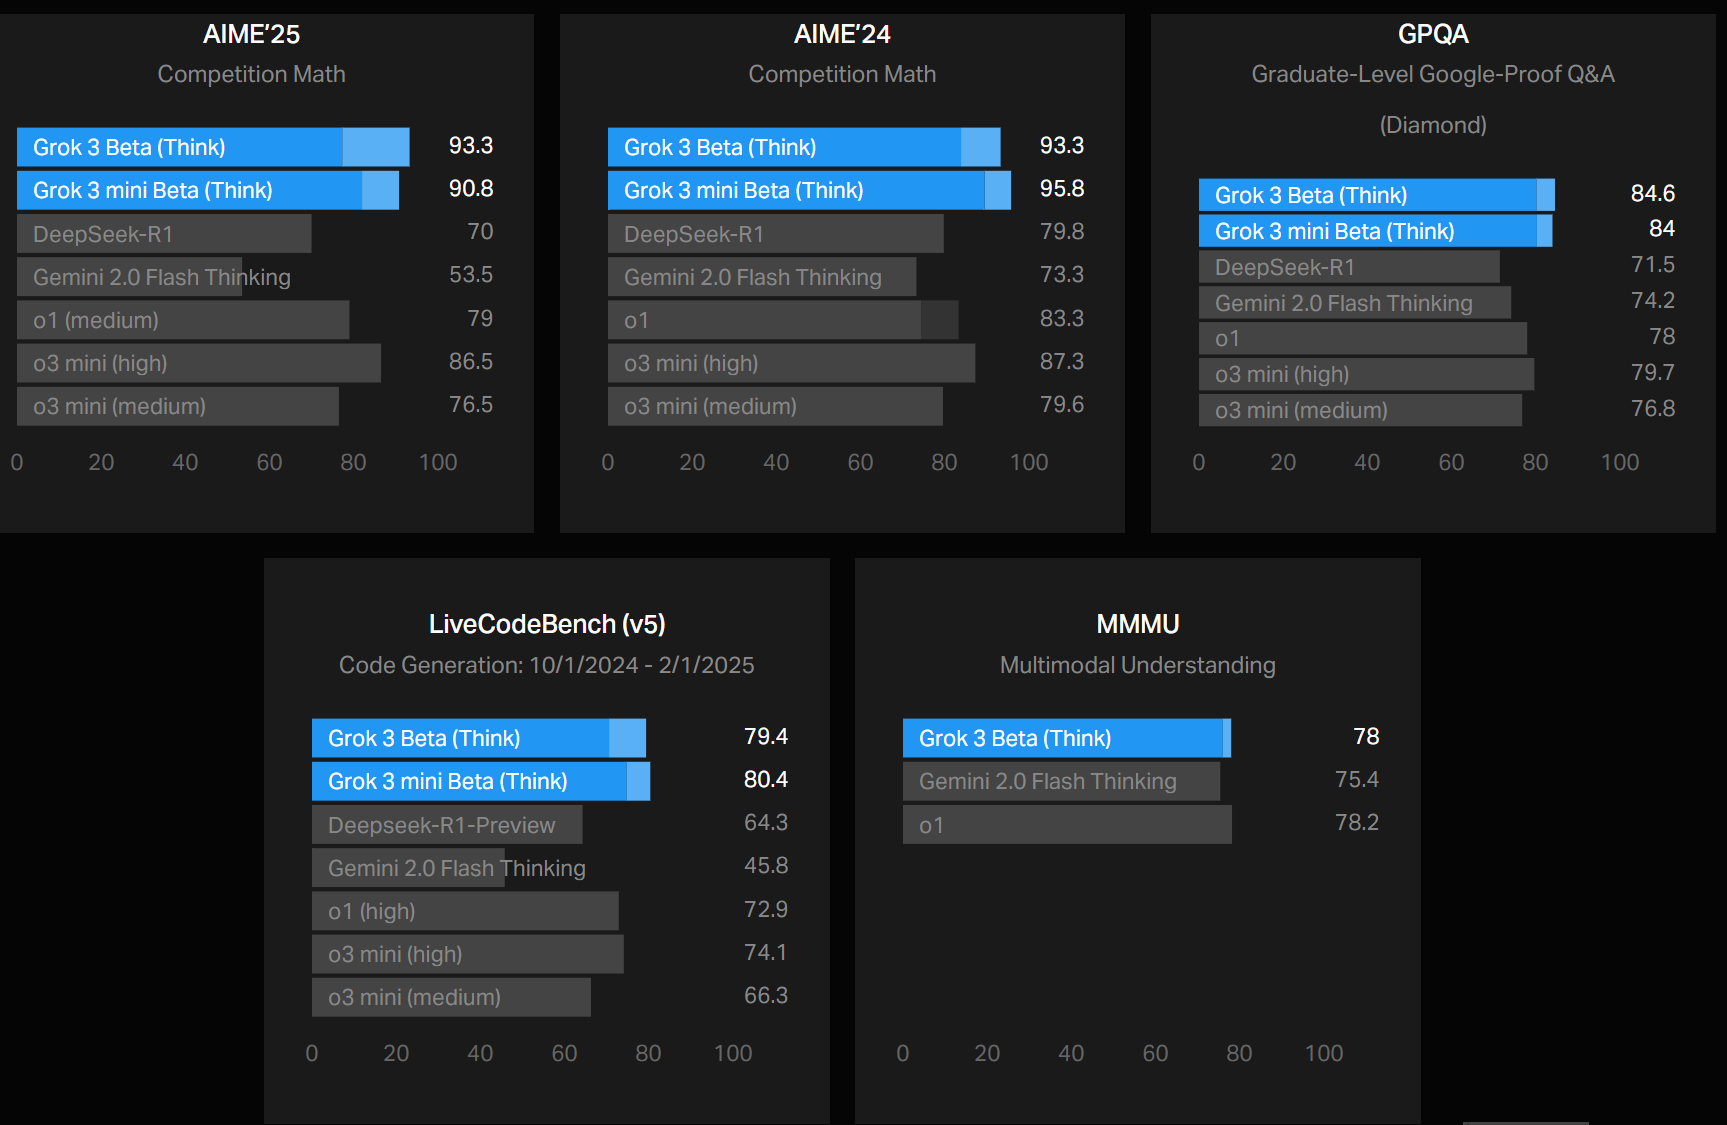 AIME’25
Competition Math
Grok 3 Beta (Think) 93.3
Grok 3 mini Beta (Think) 90.8
DeepSeek-R1 70
Gemini 2.0 Flash Thinking 53.5
o1 (medium) 79
o3 mini (high) 86.5
o3 mini (medium) 76.5
0 20 40 60 80 100
AIME’24
Competition Math
Grok 3 Beta (Think) 93.3
Grok 3 mini Beta (Think) 95.8
DeepSeek-R1 79.8
Gemini 2.0 Flash Thinking 73.3
o1 83.3
o3 mini (high) 87.3
o3 mini (medium) 79.6
0 20 40 60 80 100
GPQA
Graduate-Level Google-Proof Q&A
(Diamond)
Grok 3 Beta (Think) 84.6
Grok 3 mini Beta (Think) 84
DeepSeek-R1 71.5
Gemini 2.0 Flash Thinking 74.2
o1 78
o3 mini (high) 79.7
o3 mini (medium) 76.8
0 20 40 60 80 100
LiveCodeBench (v5)
Code Generation: 10/1/2024 - 2/1/2025
Grok 3 Beta (Think) 79.4
Grok 3 mini Beta (Think) 80.4
Deepseek-R1-Preview 64.3
Gemini 2.0 Flash Thinking 45.8
o1 (high) 72.9
o3 mini (high) 74.1
o3 mini (medium) 66.3
0 20 40 60 80 100
MMMU
Multimodal Understanding
Grok 3 Beta (Think) 78
Gemini 2.0 Flash Thinking 75.4
o1 78.2
0 20 40 60 80 100